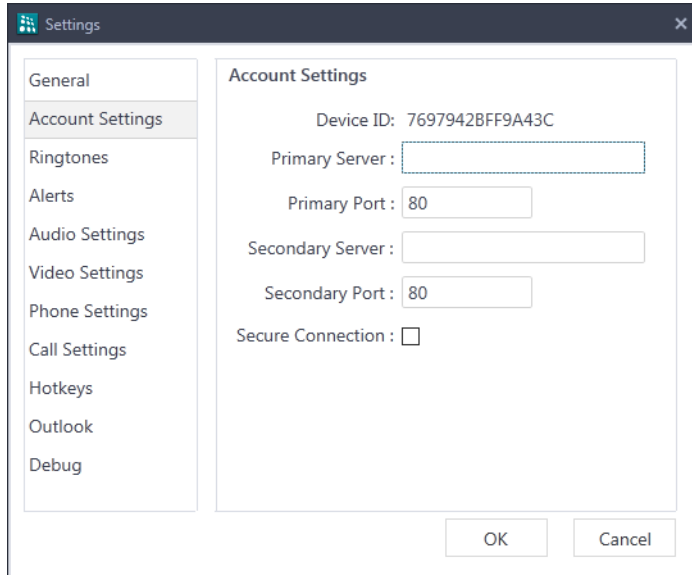 Settings
General
Account Settings
Ringtones
Alerts
Audio Settings
Video Settings
Phone Settings
Call Settings
Hotkeys
Outlook
Debug
Account Settings
Device ID: 7697942BFF9A43C
Primary Server :
Primary Port : 80
Secondary Server :
Secondary Port : 80
Secure Connection :
OK
Cancel